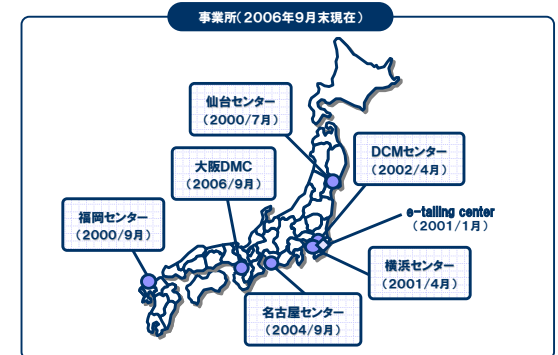 事業所（2006年9月末現在）
仙台センター
（2000/7月）
DCMセンター
（2002/4月）
大阪DMC
（2006/9月）
福岡センター
（2000/9月）
e-tailing center
（2001/1月）
横浜センター
（2001/4月）
名古屋センター
（2004/9月）